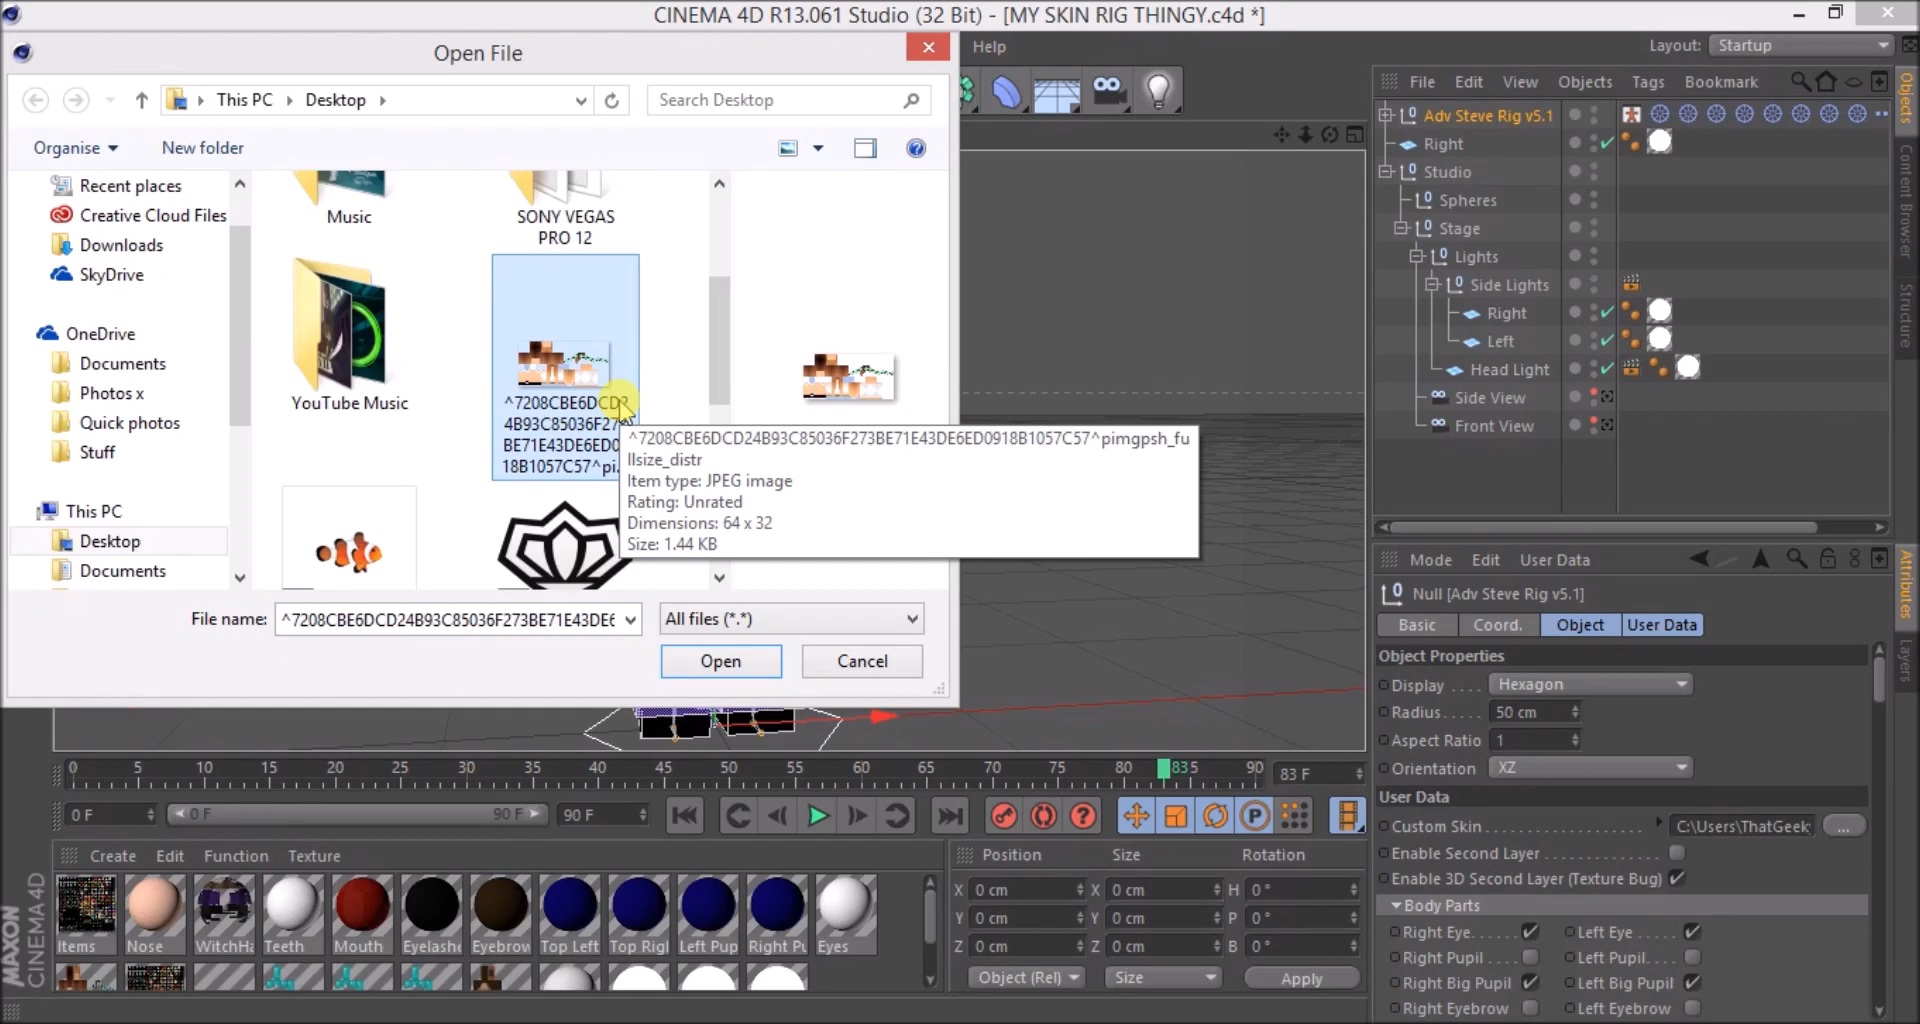 CINEMA 4D R13.061 Studio (32 Bit) - [MY SKIN RIG THINGY.c4d *]
Open File
Help
Layout: Startup
This PC Desktop
Search Desktop
Organise
New folder
Recent places
Creative Cloud Files
Downloads
SkyDrive
OneDrive
Documents
Photos x
Quick photos
Stuff
This PC
Desktop
Documents
Music
SONY VEGAS
PRO 12
YouTube Music
^7208CBE6DCD2
4B93C85036F27
BE71E43DE6ED0
18B1057C57^pi
^7208CBE6DCD24B93C85036F273BE71E43DE6ED0918B1057C57^pimgpsh_fu
llsize_distr
Item type: JPEG image
Rating: Unrated
Dimensions: 64 x 32
Size: 1.44 KB
File name: ^7208CBE6DCD24B93C85036F273BE71E43DE6
All files (*.*)
Open
Cancel
File Edit View Objects Tags Bookmark
Adv Steve Rig v5.1
Right
Studio
Spheres
Stage
Lights
Side Lights
Right
Left
Head Light
Side View
Front View
Objects
Content Browser
Structure
Mode Edit User Data
Null [Adv Steve Rig v5.1]
Basic Coord. Object User Data
Object Properties
Display .... Hexagon
Radius..... 50 cm
Aspect Ratio 1
Orientation XZ
User Data
Custom Skin C:\Users\ThatGeek
...
Enable Second Layer
Enable 3D Second Layer (Texture Bug)
Body Parts
Right Eye Left Eye
Right Pupil Left Pupil
Right Big Pupil Left Big Pupil
Right Eyebrow Left Eyebrow
Attributes
Layers
0 5 10 15 20 25 30 35 40 45 50 55 60 65 70 75 80 835 90
83 F
0 F
0 F
90 F
90 F
Create Edit Function Texture
Items Nose WitchHa Teeth Mouth Eyelashe Eyebrow Top Left Top Rigl Left Pup Right Pu Eyes
Position Size Rotation
X 0 cm X 0 cm H 0 °
Y 0 cm Y 0 cm P 0 °
Z 0 cm Z 0 cm B 0 °
Object (Rel) Size Apply
MAXON
CINEMA 4D